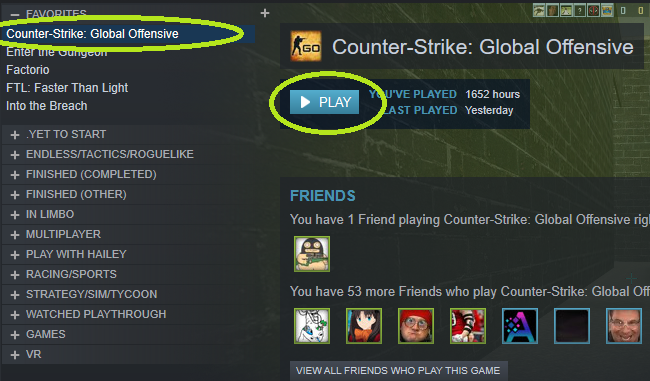 FAVORITES
Counter-Strike: Global Offensive
Enter the Gungeon
Factorio
FTL: Faster Than Light
Into the Breach
.YET TO START
ENDLESS/TACTICS/ROGUELIKE
FINISHED (COMPLETED)
FINISHED (OTHER)
IN LIMBO
MULTIPLAYER
PLAY WITH HAILEY
RACING/SPORTS
STRATEGY/SIM/TYCOON
WATCHED PLAYTHROUGH
GAMES
VR
GO
Counter-Strike: Global Offensive
PLAY
YOU'VE PLAYED 1652 hours
LAST PLAYED Yesterday
FRIENDS
You have 1 Friend playing Counter-Strike: Global Offensive rig
You have 53 more Friends who play Counter-Strike: Global Of
VIEW ALL FRIENDS WHO PLAY THIS GAME